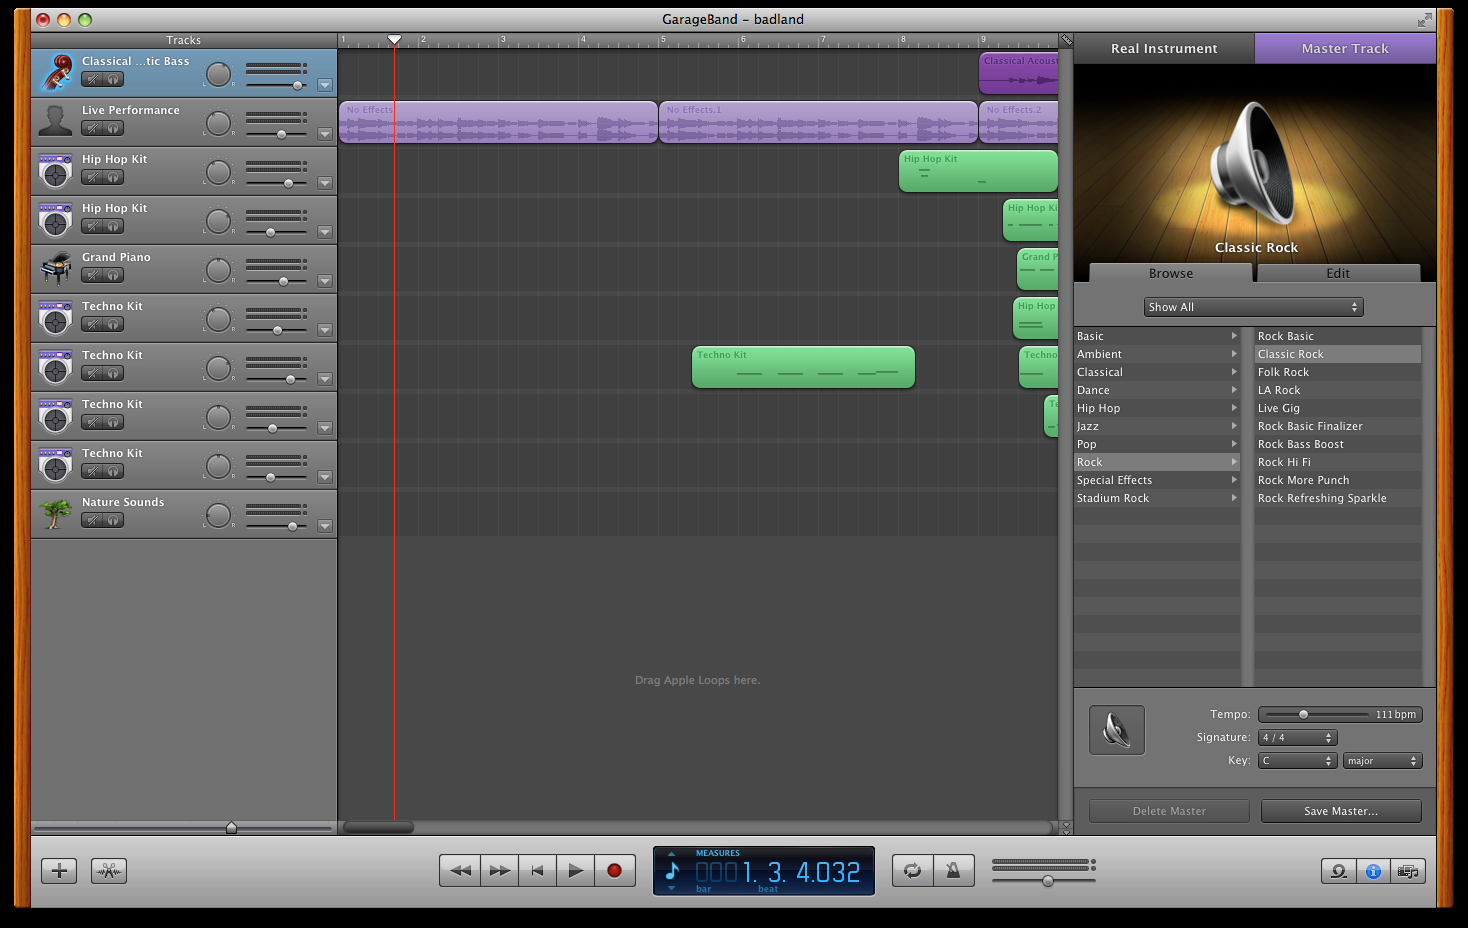 GarageBand – badland
Tracks
1 2 3 4 5 6 7 8 9
Real Instrument
Master Track
Classical ...tic Bass
L R
Classical Acoust
Live Performance
L R
No Effects
No Effects.1
No Effects.2
Hip Hop Kit
L R
Hip Hop Kit
Hip Hop Kit
L R
Hip Hop Ki
Grand Piano
L R
Grand P
Techno Kit
L R
Hip Hop
Techno Kit
L R
Techno Kit
Techno
Techno Kit
L R
Te
Techno Kit
L R
Nature Sounds
L R
Drag Apple Loops here.
Classic Rock
Browse
Edit
Show All
Basic
Ambient
Classical
Dance
Hip Hop
Jazz
Pop
Rock
Special Effects
Stadium Rock
Rock Basic
Classic Rock
Folk Rock
LA Rock
Live Gig
Rock Basic Finalizer
Rock Bass Boost
Rock Hi Fi
Rock More Punch
Rock Refreshing Sparkle
Tempo: 111 bpm
Signature: 4 / 4
Key: C major
Delete Master
Save Master...
MEASURES
0001. 3. 4.032
bar beat